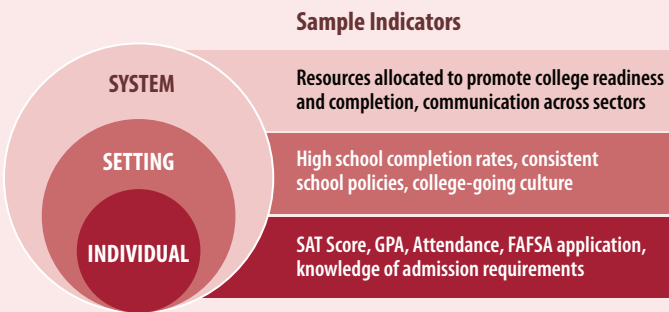 Sample Indicators
SYSTEM
Resources allocated to promote college readiness
and completion, communication across sectors
SETTING
High school completion rates, consistent
school policies, college-going culture
INDIVIDUAL
SAT Score, GPA, Attendance, FAFSA application,
knowledge of admission requirements